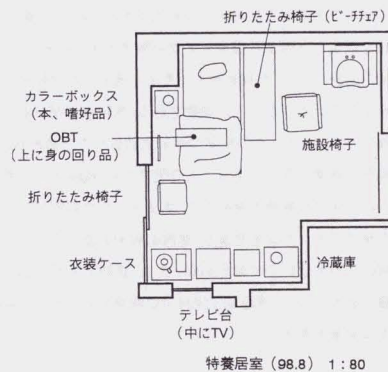 折りたたみ椅子（ﾋﾞｰﾁﾁｪｱ）
カラーボックス
（本、嗜好品）
OBT
（上に身の回り品）
施設椅子
折りたたみ椅子
衣装ケース
冷蔵庫
テレビ台
（中にTV）
特養居室（98.8） 1：80